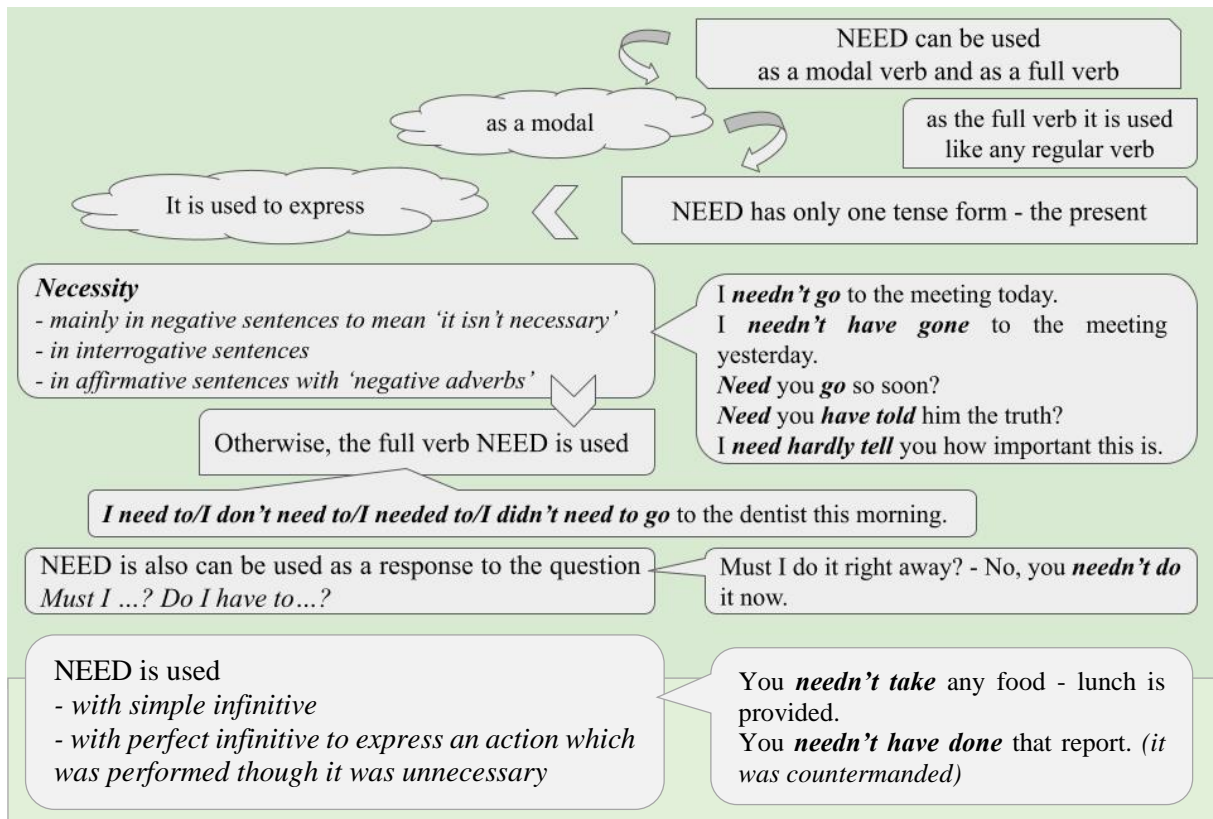 NEED can be used
as a modal verb and as a full verb
as a modal
as the full verb it is used
like any regular verb
It is used to express
NEED has only one tense form - the present
Necessity
- mainly in negative sentences to mean ‘it isn’t necessary’
- in interrogative sentences
- in affirmative sentences with ‘negative adverbs’
I needn’t go to the meeting today.
I needn’t have gone to the meeting
yesterday.
Need you go so soon?
Need you have told him the truth?
I need hardly tell you how important this is.
Otherwise, the full verb NEED is used
I need to/I don’t need to/I needed to/I didn’t need to go to the dentist this morning.
NEED is also can be used as a response to the question
Must I …? Do I have to…?
Must I do it right away? - No, you needn’t do
it now.
NEED is used
- with simple infinitive
- with perfect infinitive to express an action which
was performed though it was unnecessary
You needn’t take any food - lunch is
provided.
You needn’t have done that report. (it
was countermanded)